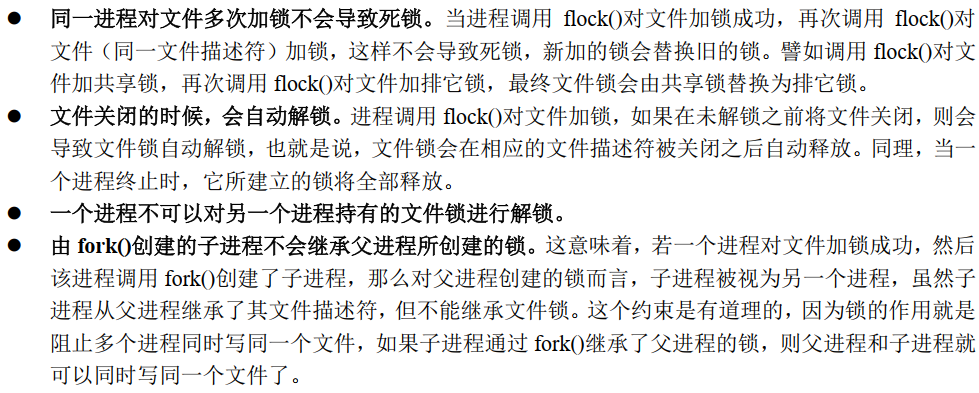 ● 同一进程对文件多次加锁不会导致死锁。当进程调用 flock()对文件加锁成功，再次调用 flock()对
文件（同一文件描述符）加锁，这样不会导致死锁，新加的锁会替换旧的锁。譬如调用 flock()对文
件加共享锁，再次调用 flock()对文件加排它锁，最终文件锁会由共享锁替换为排它锁。
● 文件关闭的时候，会自动解锁。进程调用 flock()对文件加锁，如果在未解锁之前将文件关闭，则会
导致文件锁自动解锁，也就是说，文件锁会在相应的文件描述符被关闭之后自动释放。同理，当一
个进程终止时，它所建立的锁将全部释放。
● 一个进程不可以对另一个进程持有的文件锁进行解锁。
● 由 fork()创建的子进程不会继承父进程所创建的锁。这意味着，若一个进程对文件加锁成功，然后
该进程调用 fork()创建了子进程，那么对父进程创建的锁而言，子进程被视为另一个进程，虽然子
进程从父进程继承了其文件描述符，但不能继承文件锁。这个约束是有道理的，因为锁的作用就是
阻止多个进程同时写同一个文件，如果子进程通过 fork()继承了父进程的锁，则父进程和子进程就
可以同时写同一个文件了。